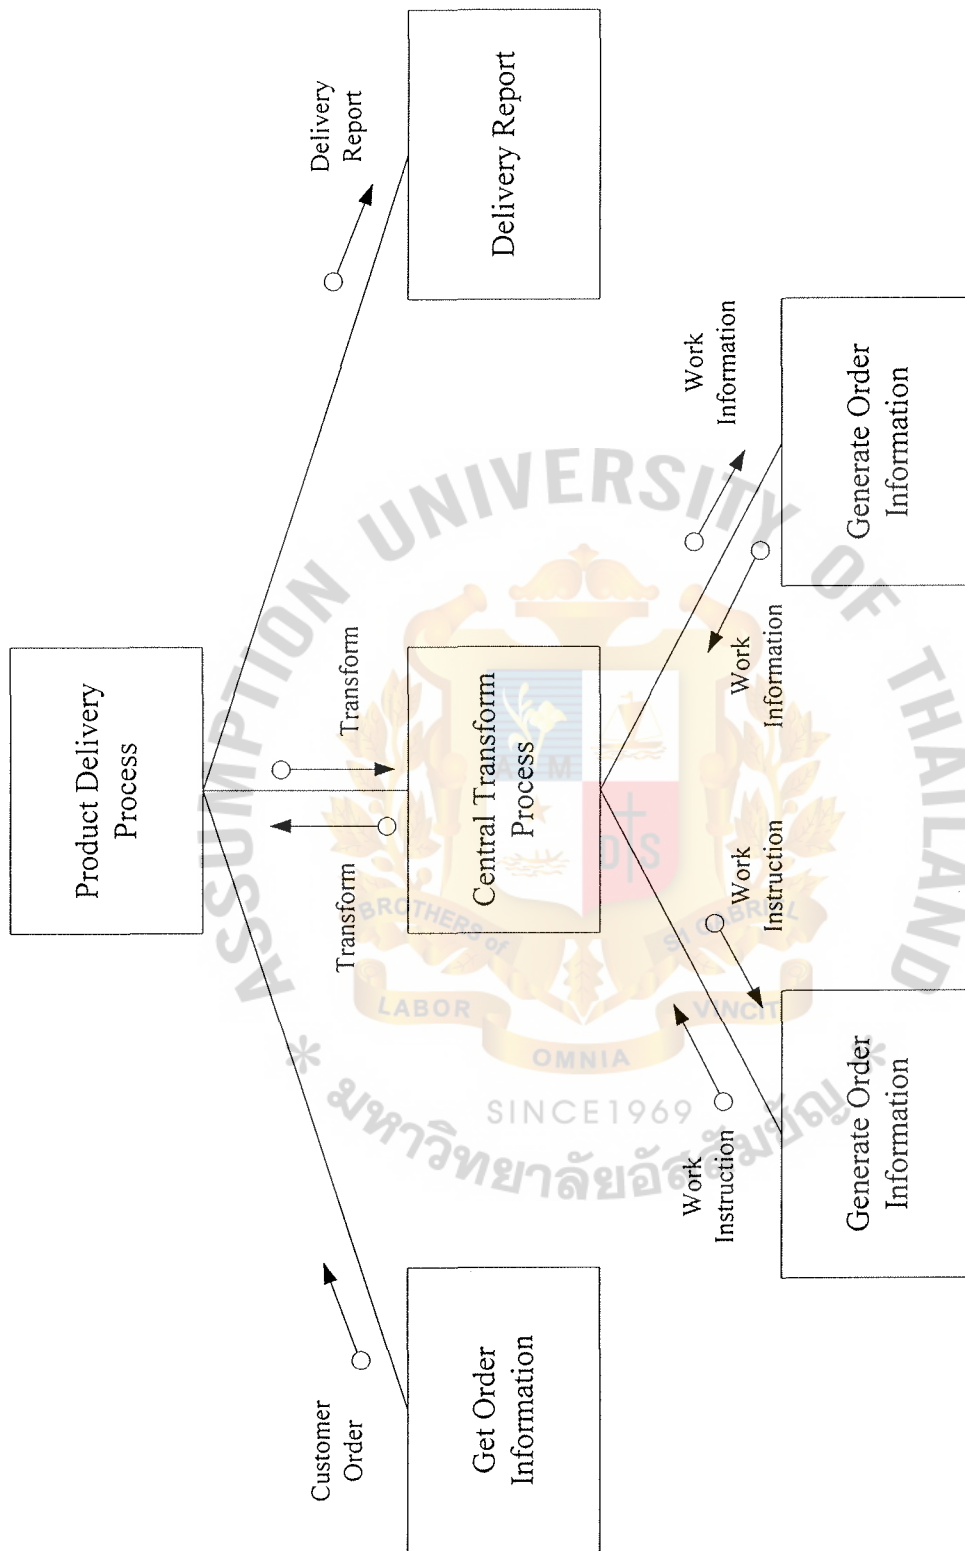 Product Delivery
Process
Customer
Order
Transform
Transform
Delivery
Report
Get Order
Information
Central Transform
Process
Delivery Report
Work
Instruction
Work
Instruction
Work
Information
Work
Information
Generate Order
Information
Generate Order
Information
ASSUMPTION UNIVERSITY OF THAILAND
A M
D S
BROTHERS of
ST GABRIEL
LABOR
OMNIA
VINCIT
SINCE1969
* มหาวิทยาลัยอัสสัมชัญ *